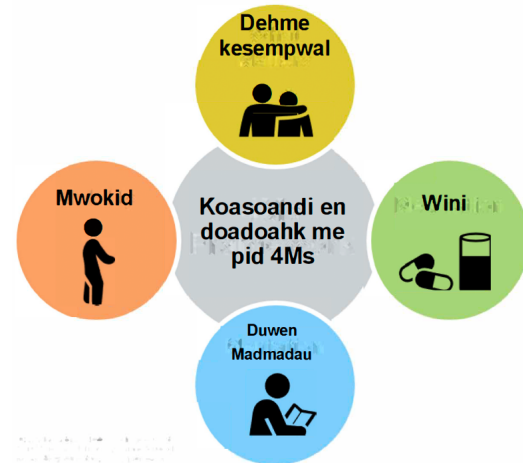 Dehme
kesempwal
Mwokid
Koasoandi en
doadoahk me
pid 4Ms
Wini
Duwen
Madmadau